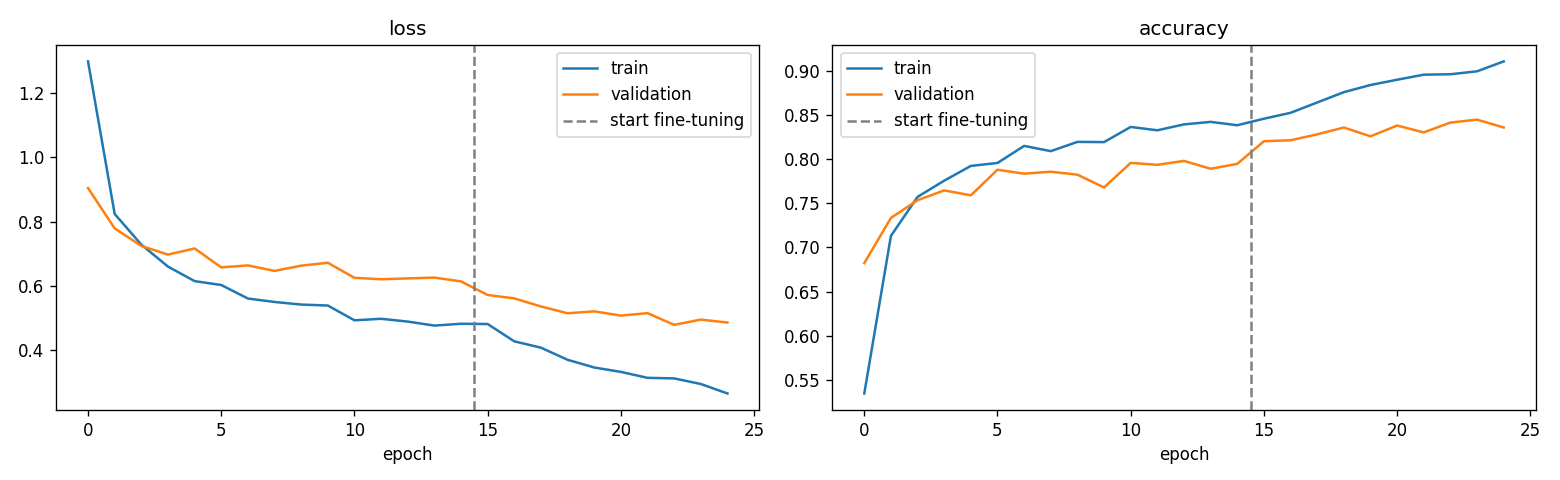 loss
1.2
1.0
0.8
0.6
0.4
train
validation
start fine-tuning
0
5
10
15
20
25
epoch
accuracy
0.90
0.85
0.80
0.75
0.70
0.65
0.60
0.55
train
validation
start fine-tuning
0
5
10
15
20
25
epoch